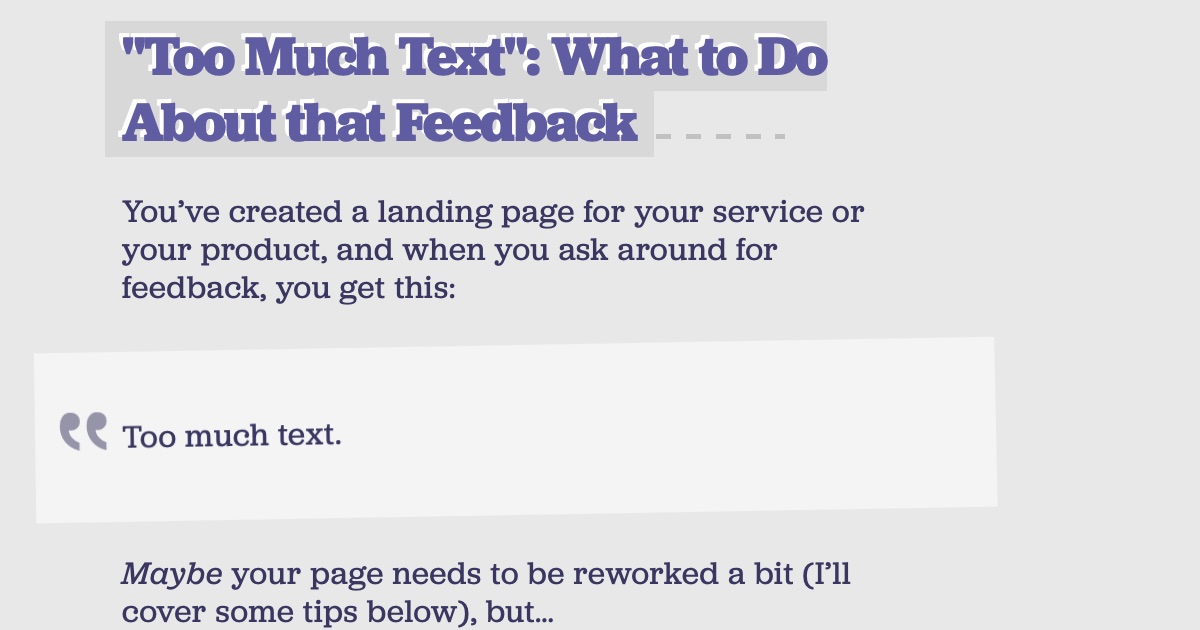 "Too Much Text": What to Do
About that Feedback
You’ve created a landing page for your service or
your product, and when you ask around for
feedback, you get this:
Too much text.
Maybe your page needs to be reworked a bit (I’ll
cover some tips below), but…